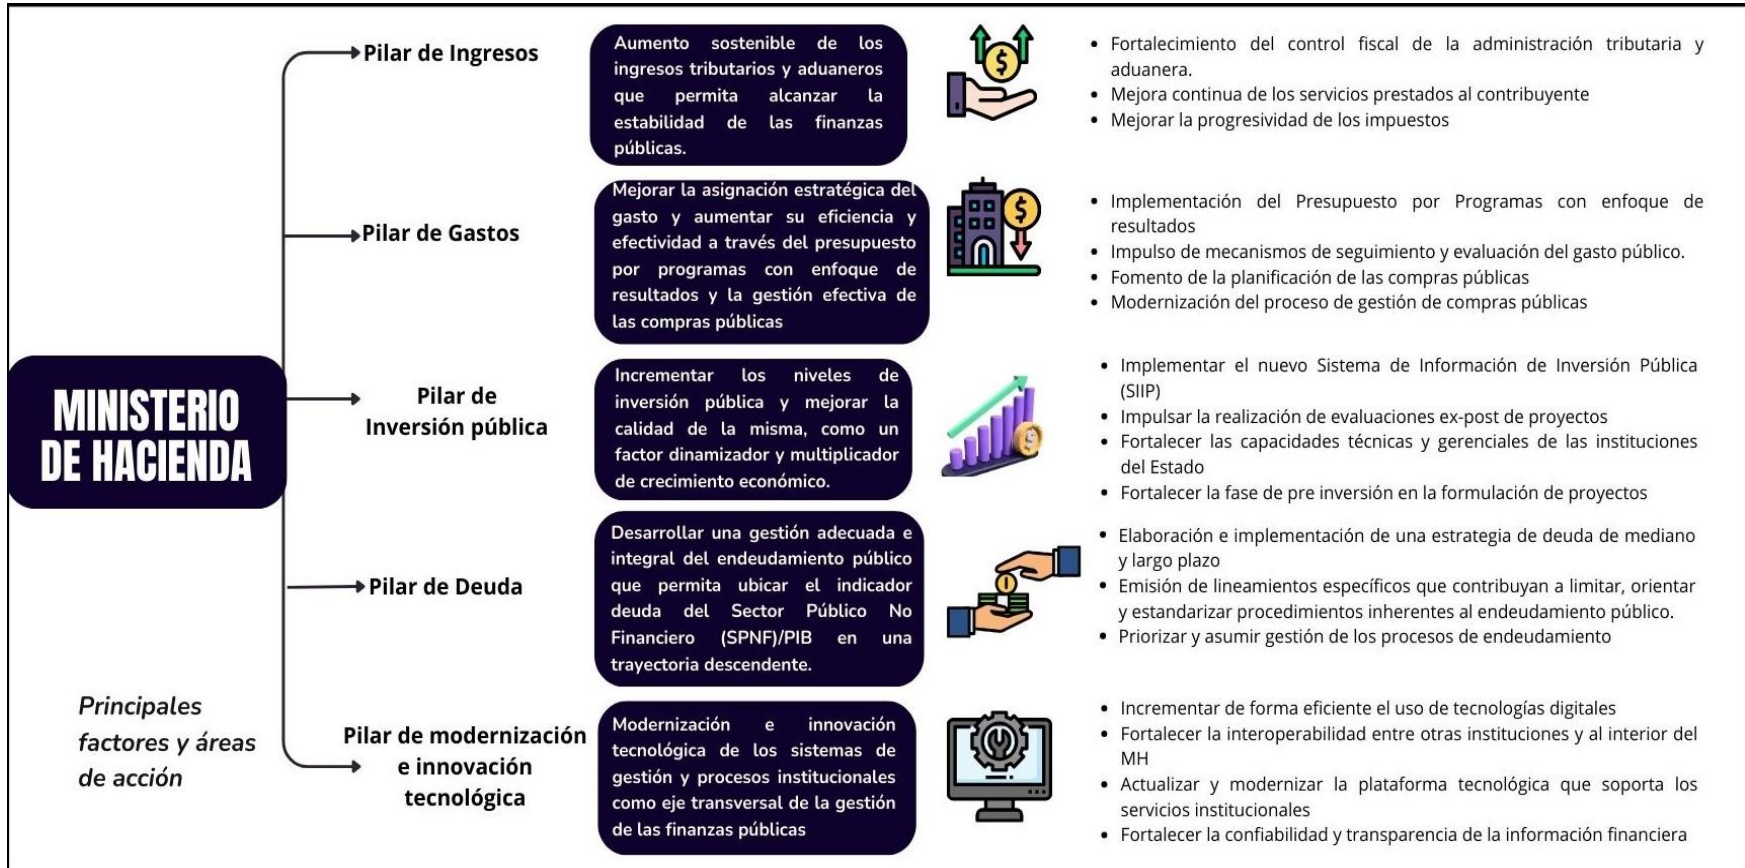 MINISTERIO
DE HACIENDA
Principales
factores y áreas
de acción
Pilar de Ingresos
Aumento sostenible de los
ingresos tributarios y aduaneros
que permita alcanzar la
estabilidad de las finanzas
públicas.
• Fortalecimiento del control fiscal de la administración tributaria y
aduanera.
• Mejora continua de los servicios prestados al contribuyente
• Mejorar la progresividad de los impuestos
Pilar de Gastos
Mejorar la asignación estratégica del
gasto y aumentar su eficiencia y
efectividad a través del presupuesto
por programas con enfoque de
resultados y la gestión efectiva de
las compras públicas
• Implementación del Presupuesto por Programas con enfoque de
resultados
• Impulso de mecanismos de seguimiento y evaluación del gasto público.
• Fomento de la planificación de las compras públicas
• Modernización del proceso de gestión de compras públicas
Pilar de
Inversión pública
Incrementar los niveles de
inversión pública y mejorar la
calidad de la misma, como un
factor dinamizador y multiplicador
de crecimiento económico.
• Implementar el nuevo Sistema de Información de Inversión Pública
(SIIP)
• Impulsar la realización de evaluaciones ex-post de proyectos
• Fortalecer las capacidades técnicas y gerenciales de las instituciones
del Estado
• Fortalecer la fase de pre inversión en la formulación de proyectos
Pilar de Deuda
Desarrollar una gestión adecuada e
integral del endeudamiento público
que permita ubicar el indicador
deuda del Sector Público No
Financiero (SPNF)/PIB en una
trayectoria descendente.
• Elaboración e implementación de una estrategia de deuda de mediano
y largo plazo
• Emisión de lineamientos específicos que contribuyan a limitar, orientar
y estandarizar procedimientos inherentes al endeudamiento público.
• Priorizar y asumir gestión de los procesos de endeudamiento
Pilar de modernización
e innovación
tecnológica
Modernización e innovación
tecnológica de los sistemas de
gestión y procesos institucionales
como eje transversal de la gestión
de las finanzas públicas
• Incrementar de forma eficiente el uso de tecnologías digitales
• Fortalecer la interoperabilidad entre otras instituciones y al interior del
MH
• Actualizar y modernizar la plataforma tecnológica que soporta los
servicios institucionales
• Fortalecer la confiabilidad y transparencia de la información financiera